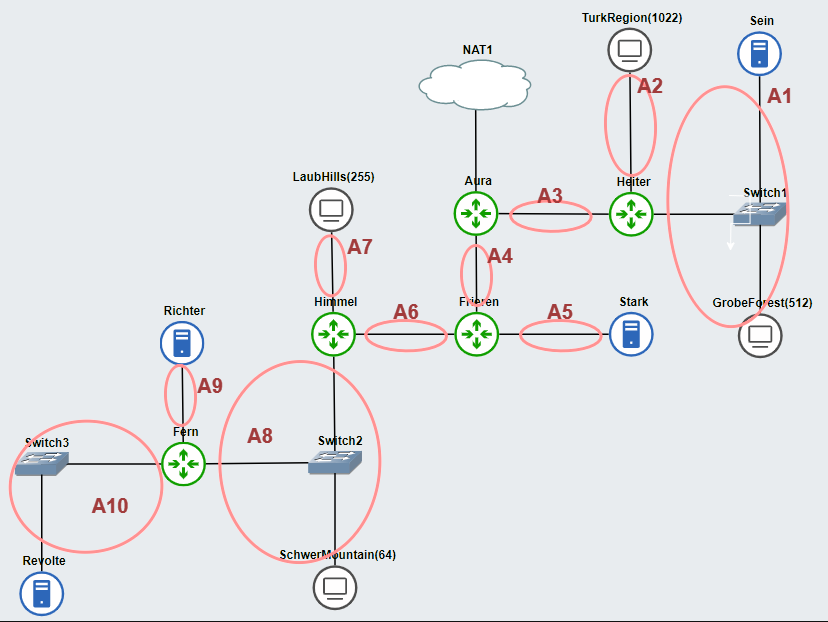 TurkRegion(1022)
Sein
NAT1
A2
A1
LaubHills(255)
Aura
Heiter
Switch1
A3
A7
A4
Himmel
Frieren
Stark
GrobeForest(512)
Richter
A6
A5
A9
Fern
A8
Switch3
Switch2
A10
SchwerMountain(64)
Revolte